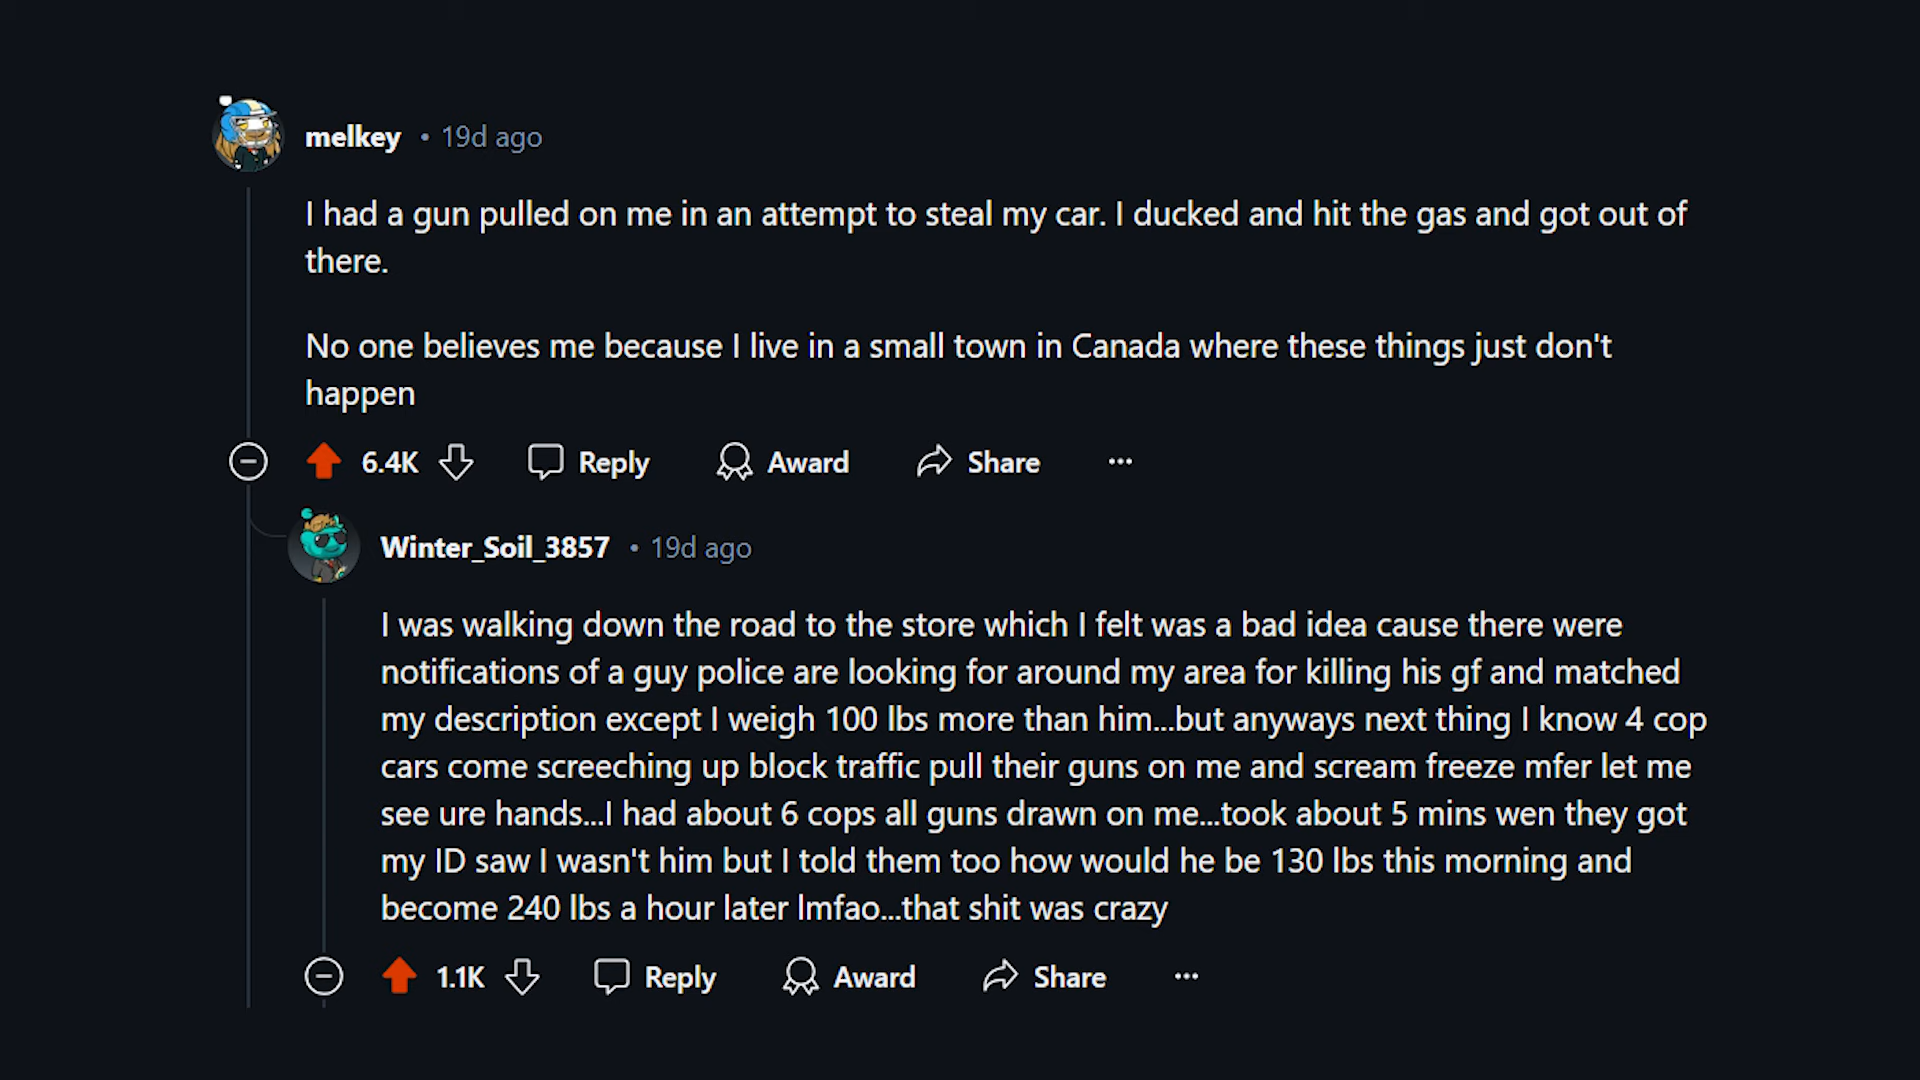 melkey • 19d ago
I had a gun pulled on me in an attempt to steal my car. I ducked and hit the gas and got out of
there.
No one believes me because I live in a small town in Canada where these things just don't
happen
6.4K Reply Award Share ...
Winter_Soil_3857 • 19d ago
I was walking down the road to the store which I felt was a bad idea cause there were
notifications of a guy police are looking for around my area for killing his gf and matched
my description except I weigh 100 lbs more than him...but anyways next thing I know 4 cop
cars come screeching up block traffic pull their guns on me and scream freeze mfer let me
see ure hands...I had about 6 cops all guns drawn on me...took about 5 mins wen they got
my ID saw I wasn't him but I told them too how would he be 130 lbs this morning and
become 240 lbs a hour later lmfao...that shit was crazy
1.1K Reply Award Share ...